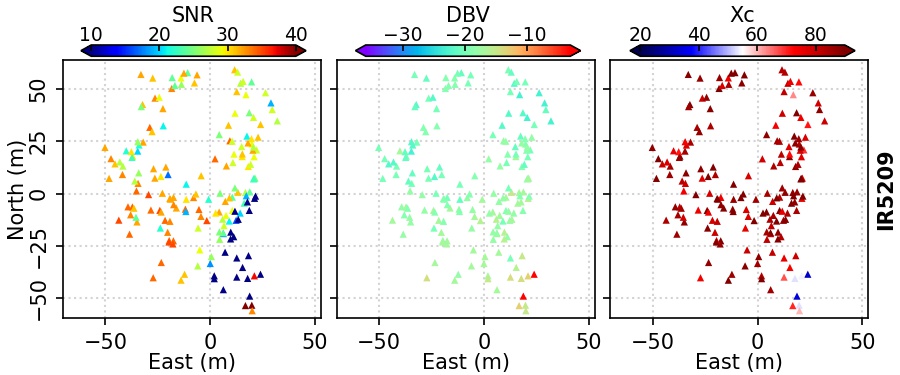 SNR DBV Xc
10 20 30 40 −30 −20 −10 20 40 60 80
50
25
0
−25
−50
North (m)
−50 0 50 −50 0 50 −50 0 50
East (m) East (m) East (m)
IR5209